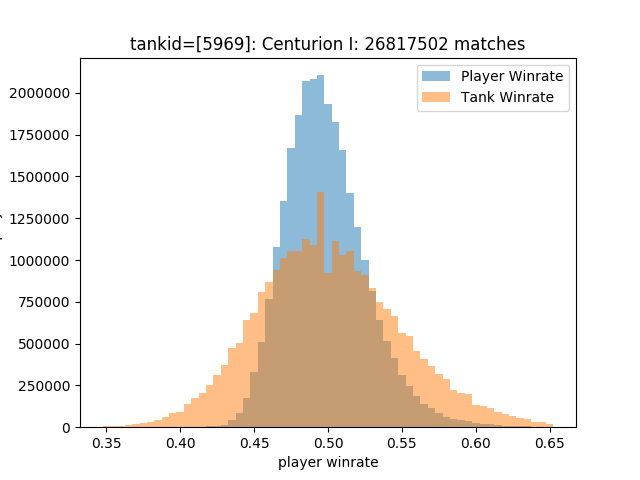 tankid=[5969]: Centurion I: 26817502 matches
Player Winrate
Tank Winrate
2000000
1750000
1500000
1250000
1000000
750000
500000
250000
0
0.35 0.40 0.45 0.50 0.55 0.60 0.65
player winrate